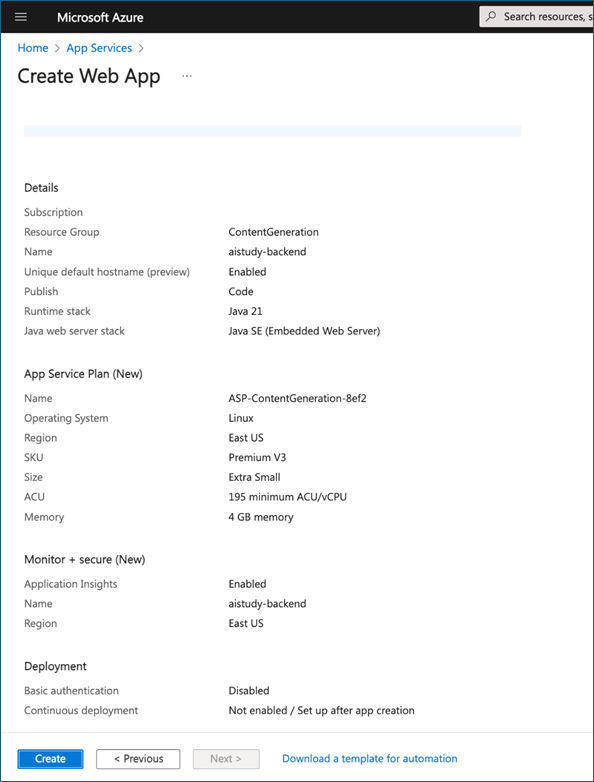 Microsoft Azure
Search resources, s
Home > App Services >
Create Web App ...
Details
Subscription
Resource Group ContentGeneration
Name aistudy-backend
Unique default hostname (preview) Enabled
Publish Code
Runtime stack Java 21
Java web server stack Java SE (Embedded Web Server)
App Service Plan (New)
Name ASP-ContentGeneration-8ef2
Operating System Linux
Region East US
SKU Premium V3
Size Extra Small
ACU 195 minimum ACU/vCPU
Memory 4 GB memory
Monitor + secure (New)
Application Insights Enabled
Name aistudy-backend
Region East US
Deployment
Basic authentication Disabled
Continuous deployment Not enabled / Set up after app creation
Create < Previous Next > Download a template for automation